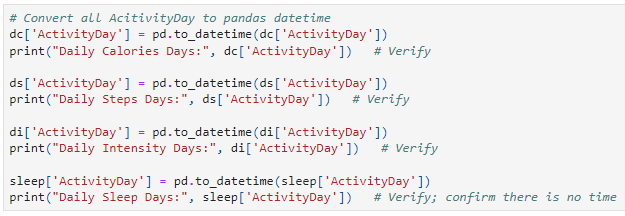 # Convert all AcitivityDay to pandas datetime
dc['ActivityDay'] = pd.to_datetime(dc['ActivityDay'])
print("Daily Calories Days:", dc['ActivityDay'])   # Verify
ds['ActivityDay'] = pd.to_datetime(ds['ActivityDay'])
print("Daily Steps Days:", ds['ActivityDay'])   # Verify
di['ActivityDay'] = pd.to_datetime(di['ActivityDay'])
print("Daily Intensity Days:", di['ActivityDay'])   # Verify
sleep['ActivityDay'] = pd.to_datetime(sleep['ActivityDay'])
print("Daily Sleep Days:", sleep['ActivityDay'])   # Verify; confirm there is no time